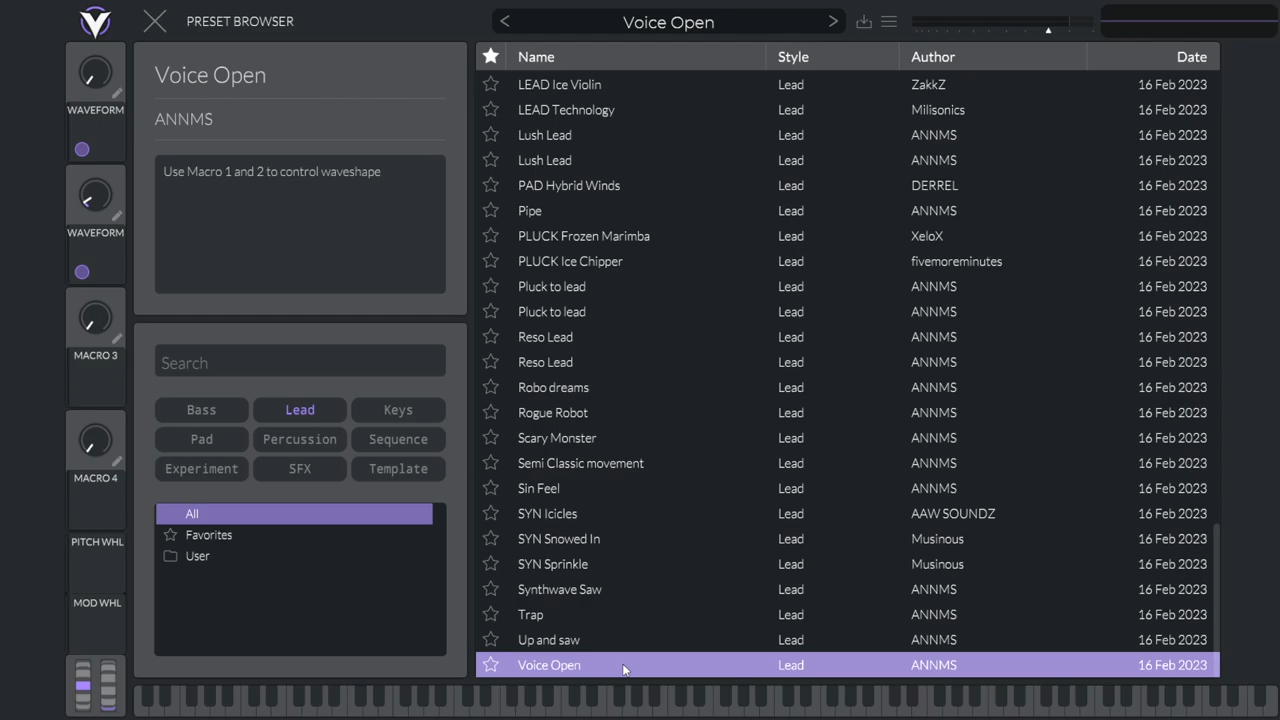 PRESET BROWSER
< Voice Open >
WAVEFORM
WAVEFORM
MACRO 3
MACRO 4
PITCH WHL
MOD WHL
Voice Open
ANNMS
Use Macro 1 and 2 to control waveshape
Search
Bass Lead Keys
Pad Percussion Sequence
Experiment SFX Template
All
Favorites
User
Name Style Author Date
LEAD Ice Violin Lead ZakkZ 16 Feb 2023
LEAD Technology Lead Milisonics 16 Feb 2023
Lush Lead Lead ANNMS 16 Feb 2023
Lush Lead Lead ANNMS 16 Feb 2023
PAD Hybrid Winds Lead DERREL 16 Feb 2023
Pipe Lead ANNMS 16 Feb 2023
PLUCK Frozen Marimba Lead XeloX 16 Feb 2023
PLUCK Ice Chipper Lead fivemoreminutes 16 Feb 2023
Pluck to lead Lead ANNMS 16 Feb 2023
Pluck to lead Lead ANNMS 16 Feb 2023
Reso Lead Lead ANNMS 16 Feb 2023
Reso Lead Lead ANNMS 16 Feb 2023
Robo dreams Lead ANNMS 16 Feb 2023
Rogue Robot Lead ANNMS 16 Feb 2023
Scary Monster Lead ANNMS 16 Feb 2023
Semi Classic movement Lead ANNMS 16 Feb 2023
Sin Feel Lead ANNMS 16 Feb 2023
SYN Icicles Lead AAW SOUNDZ 16 Feb 2023
SYN Snowed In Lead Musinous 16 Feb 2023
SYN Sprinkle Lead Musinous 16 Feb 2023
Synthwave Saw Lead ANNMS 16 Feb 2023
Trap Lead ANNMS 16 Feb 2023
Up and saw Lead ANNMS 16 Feb 2023
Voice Open Lead ANNMS 16 Feb 2023